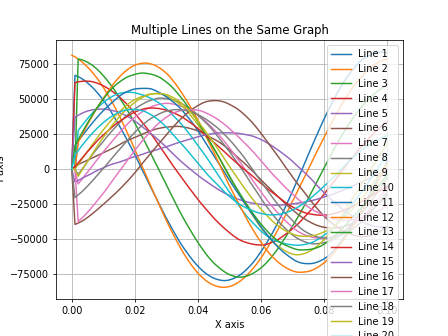 Multiple Lines on the Same Graph
75000
50000
25000
0
−25000
−50000
−75000
0.00
0.02
0.04
0.06
X axis
Line 1
Line 2
Line 3
Line 4
Line 5
Line 6
Line 7
Line 8
Line 9
Line 10
Line 11
Line 12
Line 13
Line 14
Line 15
Line 16
Line 17
Line 18
Line 19
Line 20